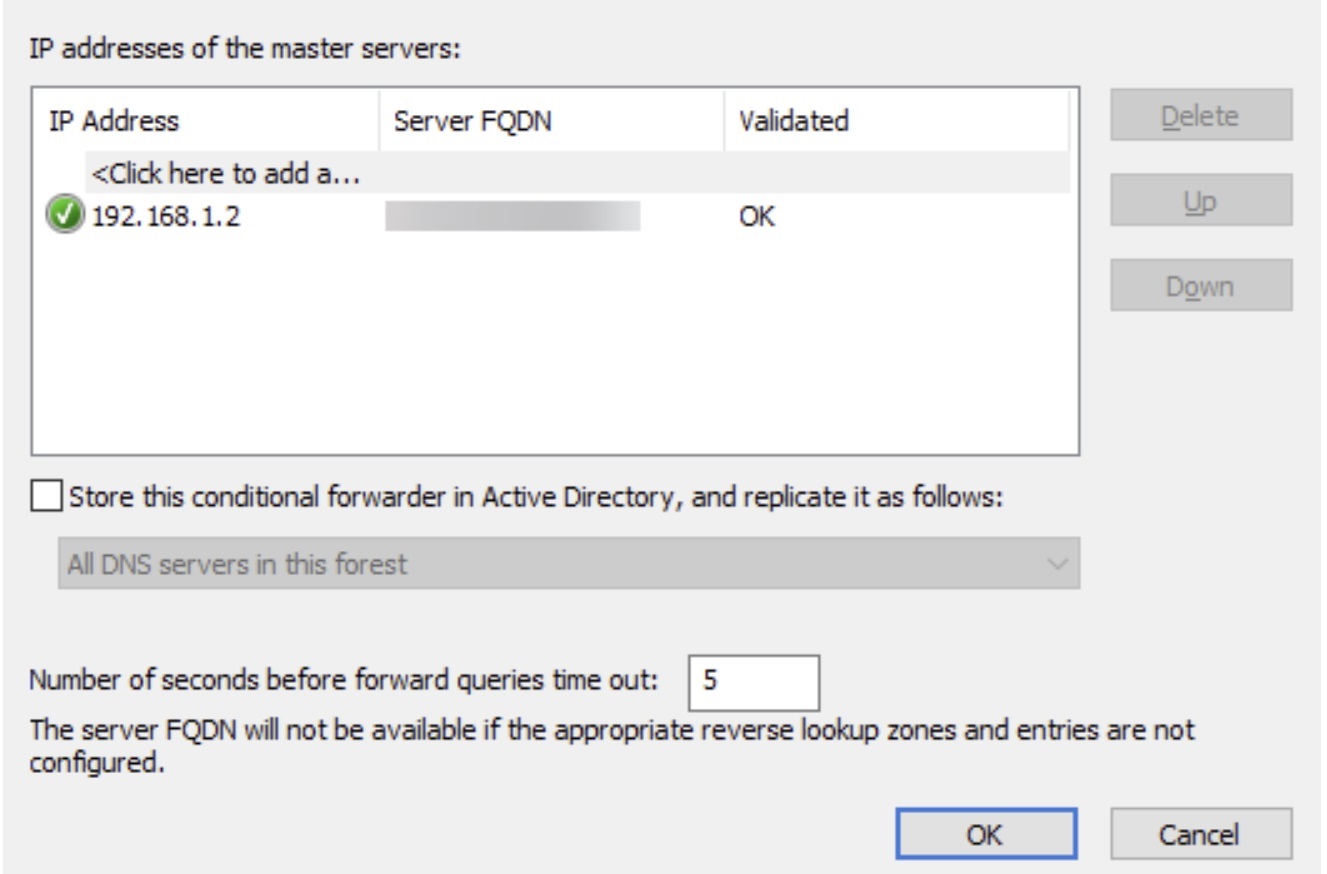 IP addresses of the master servers:
IP Address Server FQDN Validated
Delete
<Click here to add a...
192.168.1.2 OK
Up
Down
Store this conditional forwarder in Active Directory, and replicate it as follows:
All DNS servers in this forest
Number of seconds before forward queries time out: 5
The server FQDN will not be available if the appropriate reverse lookup zones and entries are not
configured.
OK Cancel